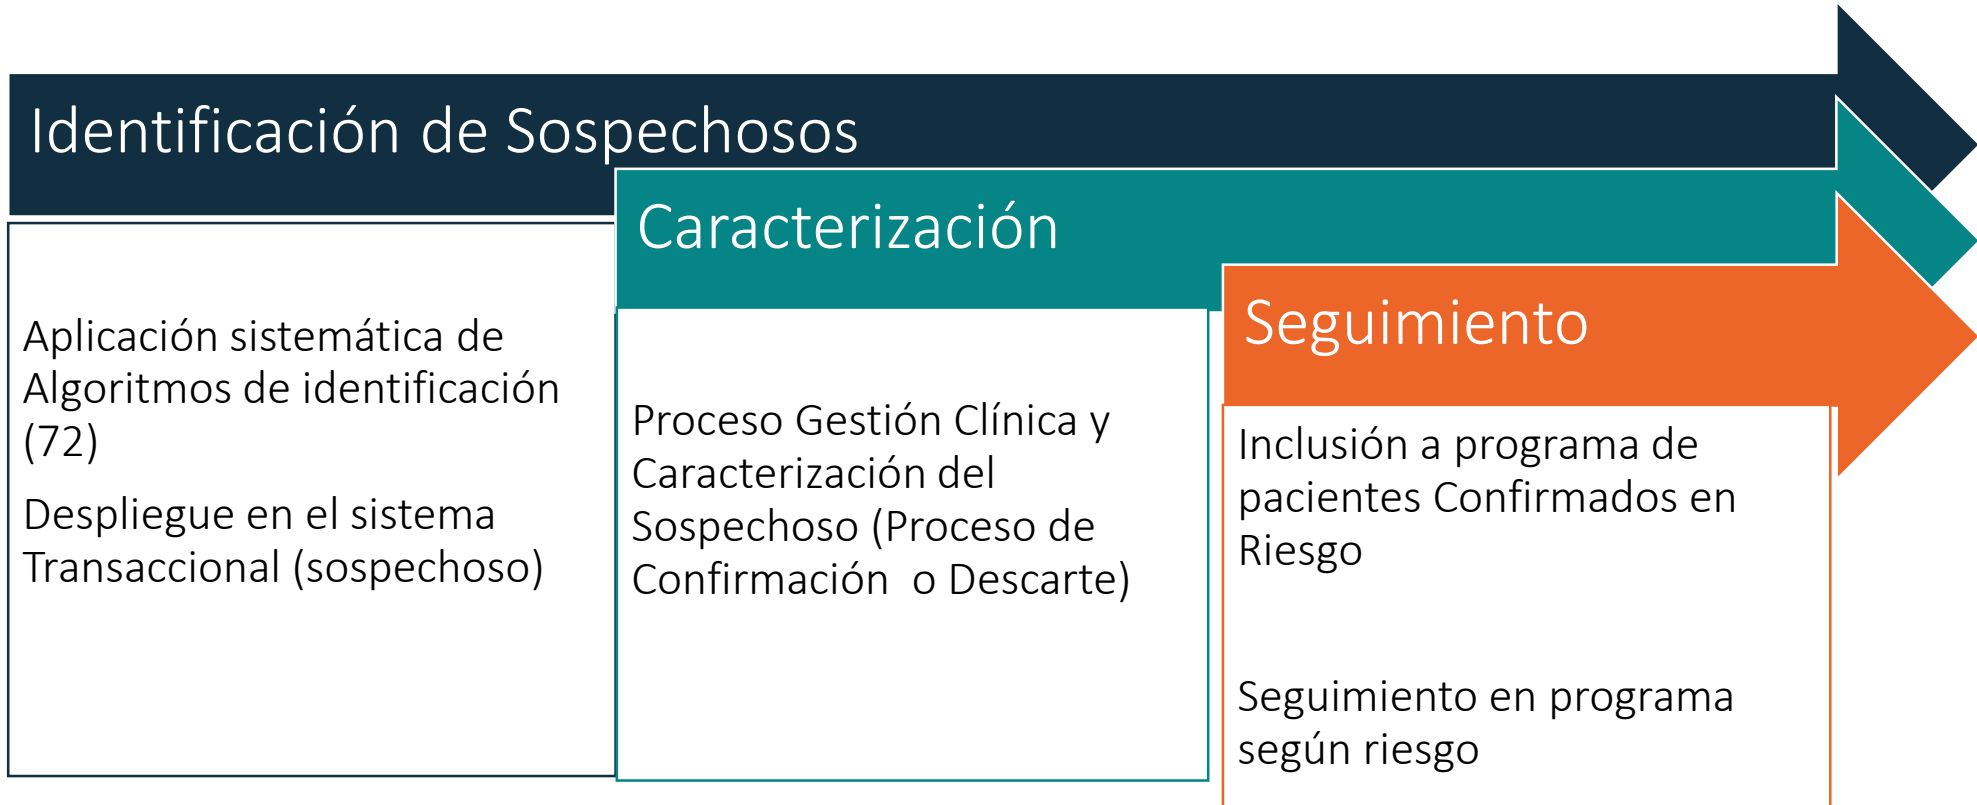 Identificación de Sospechosos
Aplicación sistemática de
Algoritmos de identificación
(72)
Despliegue en el sistema
Transaccional (sospechoso)
Caracterización
Proceso Gestión Clínica y
Caracterización del
Sospechoso (Proceso de
Confirmación  o Descarte)
Seguimiento
Inclusión a programa de
pacientes Confirmados en
Riesgo
Seguimiento en programa
según riesgo